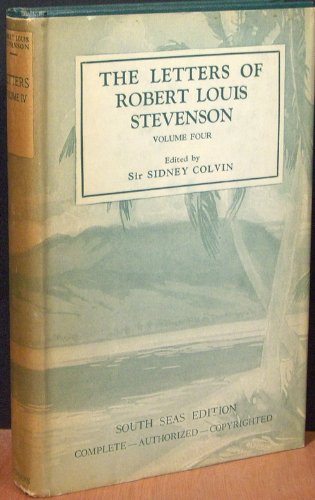 LOUIS
STEVENSON
LETTERS
VOLUME IV
THE LETTERS OF
ROBERT LOUIS
STEVENSON
VOLUME FOUR
Edited by
Sir SIDNEY COLVIN
SOUTH SEAS EDITION
COMPLETE—AUTHORIZED—COPYRIGHTED